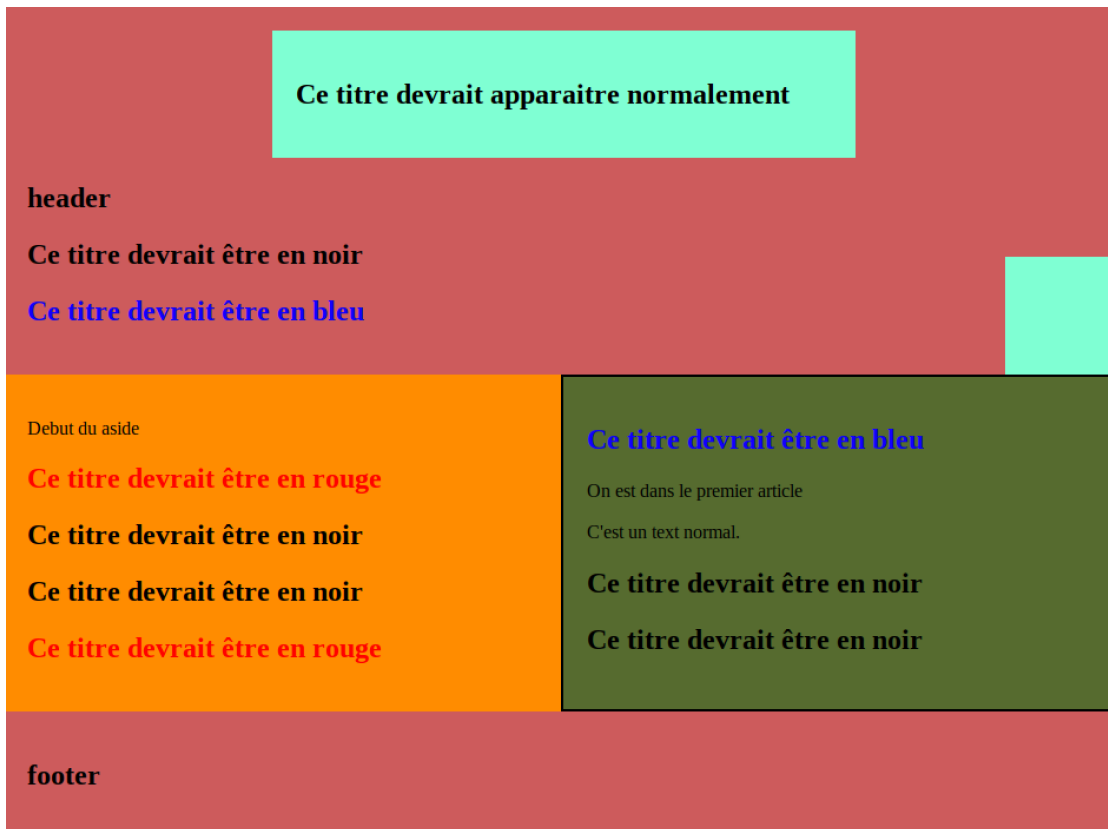 Ce titre devrait apparaitre normalement
header
Ce titre devrait être en noir
Ce titre devrait être en bleu
Debut du aside
Ce titre devrait être en rouge
Ce titre devrait être en noir
Ce titre devrait être en noir
Ce titre devrait être en rouge
Ce titre devrait être en bleu
On est dans le premier article
C'est un text normal.
Ce titre devrait être en noir
Ce titre devrait être en noir
footer